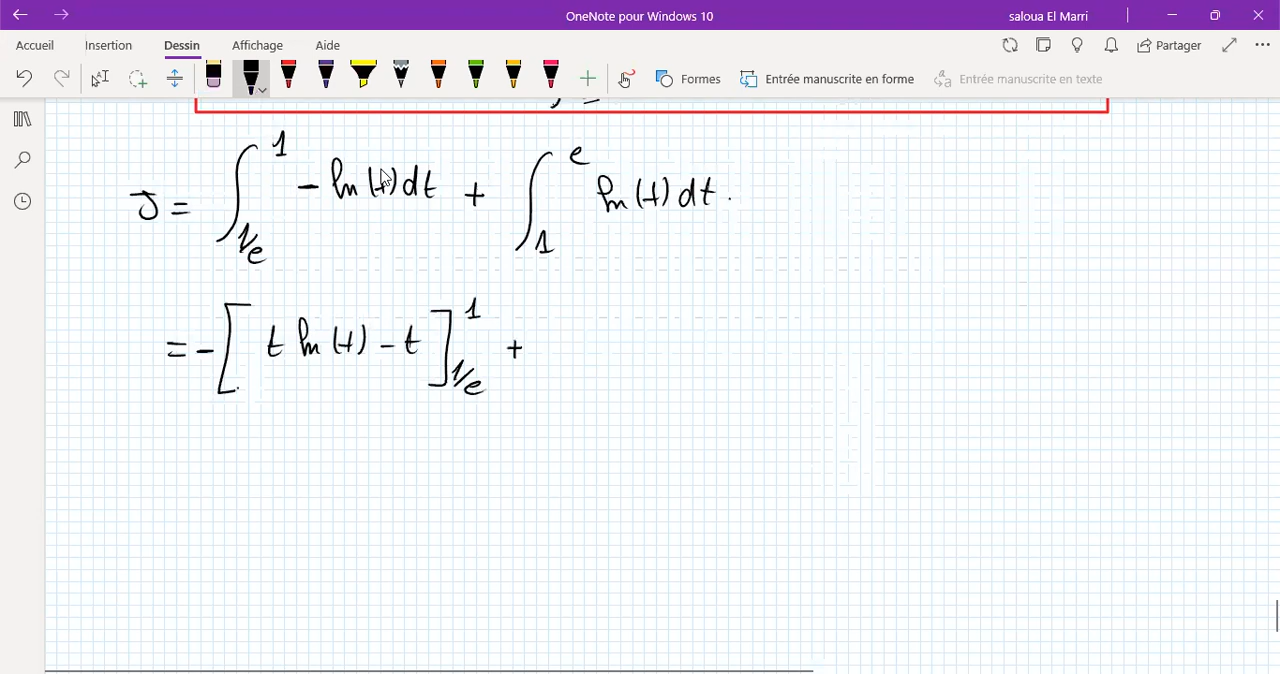 OneNote pour Windows 10
saloua El Marri
Accueil Insertion Dessin Affichage Aide
Partager
Formes Entrée manuscrite en forme Entrée manuscrite en texte
J = ∫_{1/e}^{1} - ln(t) dt + ∫_{1}^{e} ln(t) dt.
= - [ t ln(t) - t ]_{1/e}^{1} +